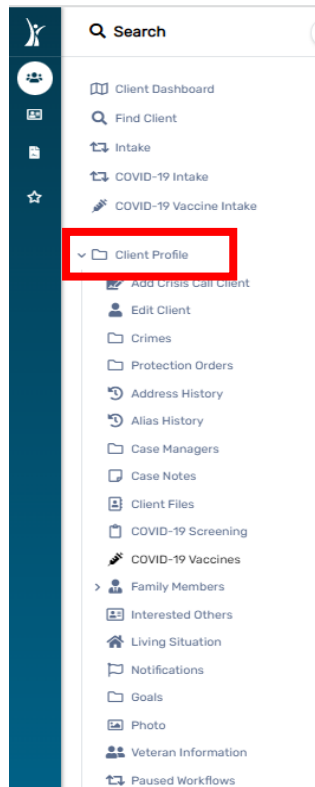 Search
Client Dashboard
Find Client
Intake
COVID-19 Intake
COVID-19 Vaccine Intake
Client Profile
Add Crisis Call Client
Edit Client
Crimes
Protection Orders
Address History
Alias History
Case Managers
Case Notes
Client Files
COVID-19 Screening
COVID-19 Vaccines
Family Members
Interested Others
Living Situation
Notifications
Goals
Photo
Veteran Information
Paused Workflows